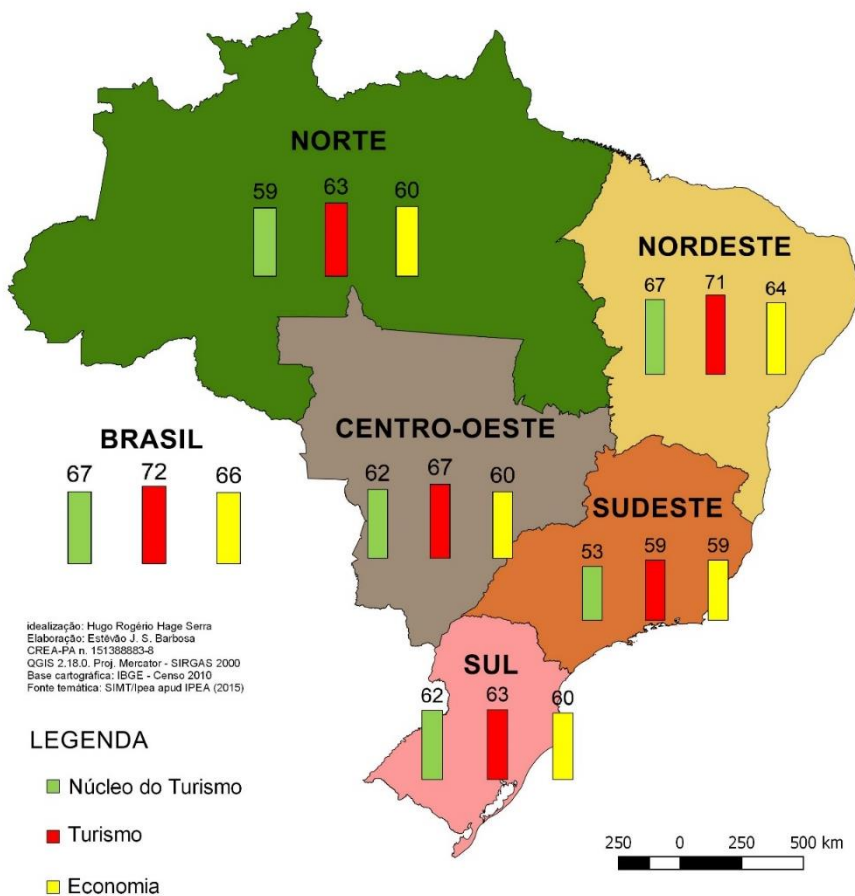 NORTE
59 63 60
NORDESTE
67 71 64
BRASIL
67 72 66
CENTRO-OESTE
62 67 60
SUDESTE
53 59 59
idealização: Hugo Rogério Hage Serra
Elaboração: Estêvão J. S. Barbosa
CREA-PA n. 151388883-8
QGIS 2.18.0. Proj. Mercator - SIRGAS 2000
Base cartográfica: IBGE - Censo 2010
Fonte temática: SIMT/Ipea apud IPEA (2015)
SUL
62 63 60
LEGENDA
Núcleo do Turismo
Turismo
Economia
250 0 250 500 km